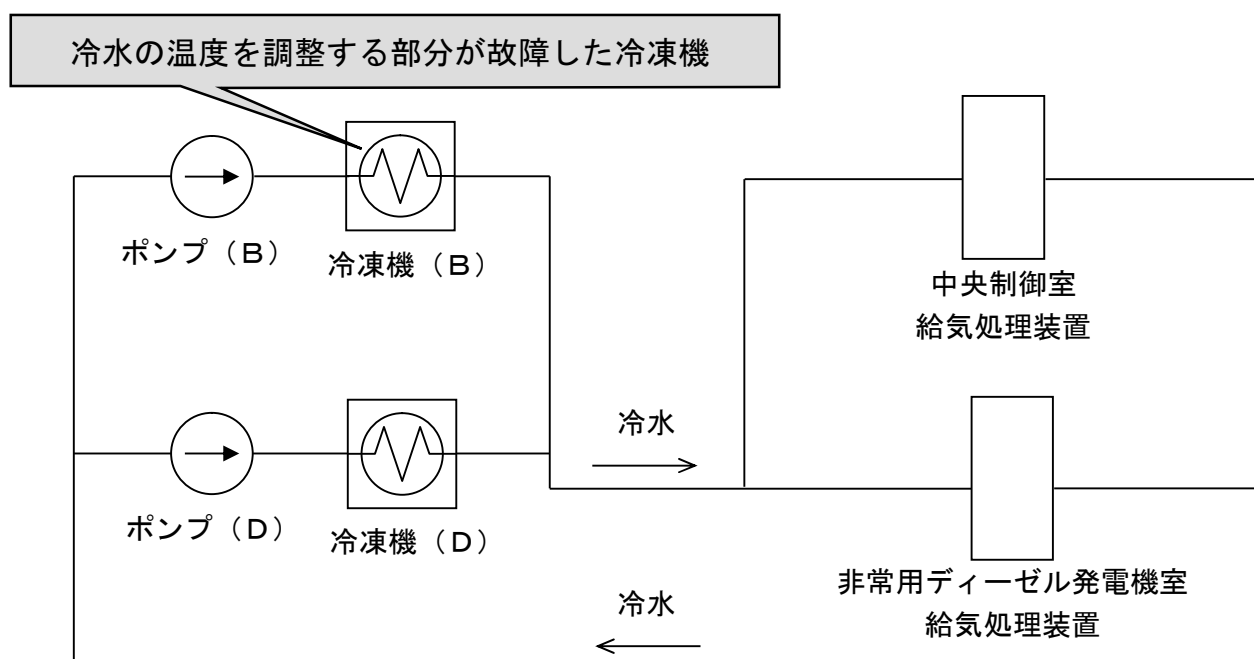 冷水の温度を調整する部分が故障した冷凍機
ポンプ（Ｂ）
冷凍機（Ｂ）
中央制御室
給気処理装置
冷水
ポンプ（Ｄ）
冷凍機（Ｄ）
非常用ディーゼル発電機室
給気処理装置
冷水